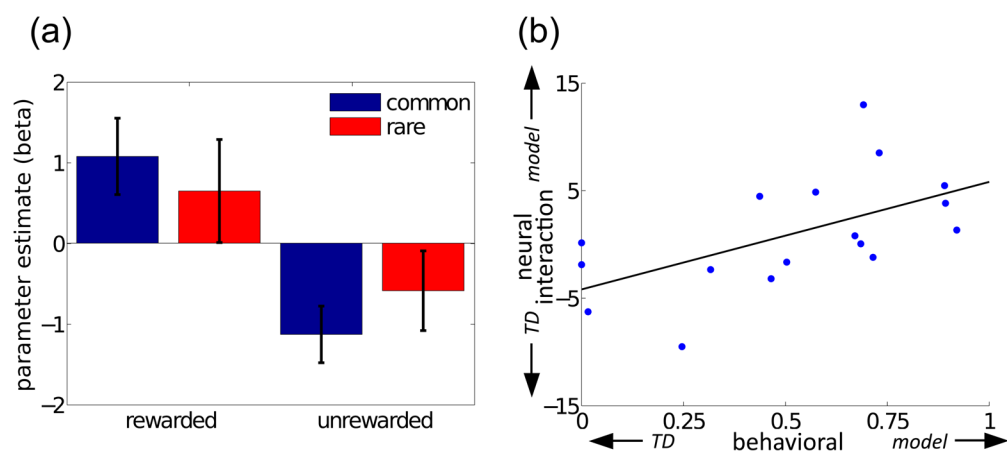 (a)
parameter estimate (beta)
2
1
0
−1
−2
common
rare
rewarded
unrewarded
(b)
neural
interaction
TD
model
15
5
−5
−15
0
0.25
0.5
0.75
1
TD
behavioral
model